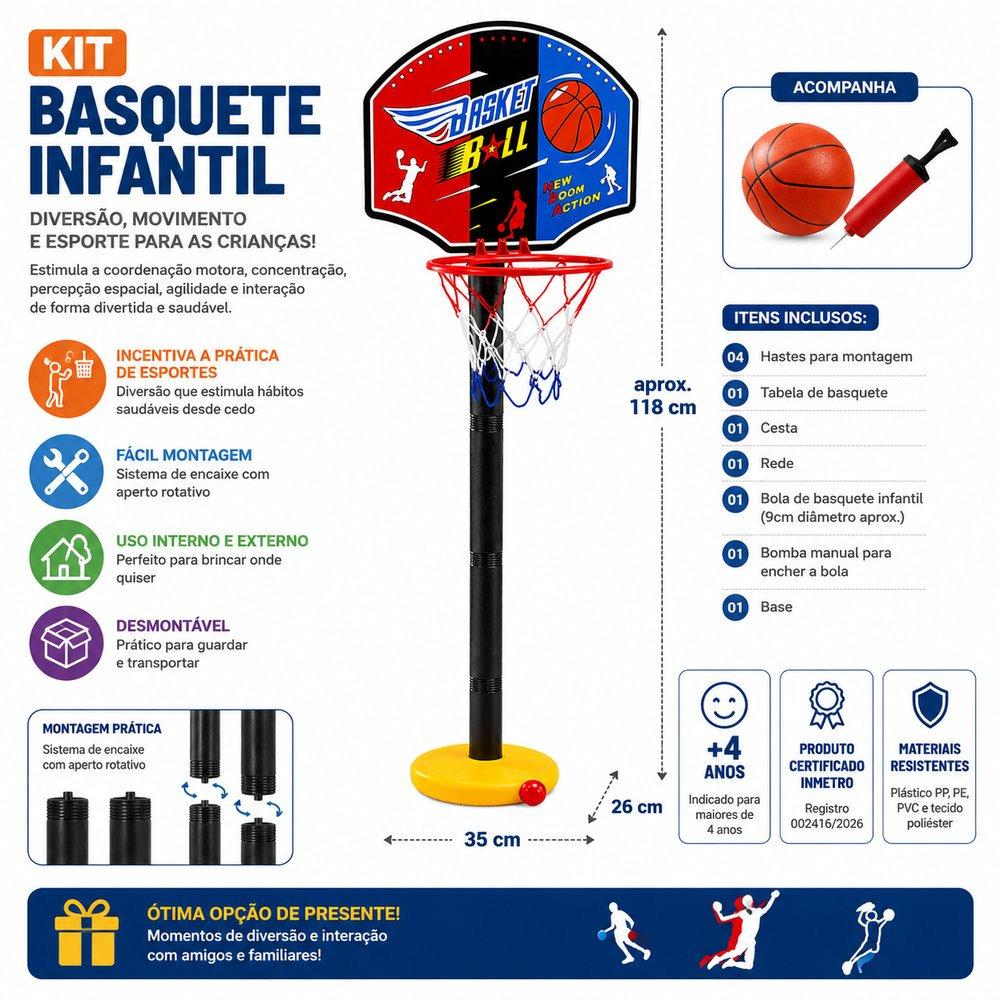 KIT
BASQUETE
INFANTIL
DIVERSÃO, MOVIMENTO
E ESPORTE PARA AS CRIANÇAS!
Estimula a coordenação motora, concentração,
percepção espacial, agilidade e interação
de forma divertida e saudável.
INCENTIVA A PRÁTICA
DE ESPORTES
Diversão que estimula hábitos
saudáveis desde cedo
FÁCIL MONTAGEM
Sistema de encaixe com
aperto rotativo
USO INTERNO E EXTERNO
Perfeito para brincar onde
quiser
DESMONTÁVEL
Prático para guardar
e transportar
MONTAGEM PRÁTICA
Sistema de encaixe
com aperto rotativo
BASKET
BALL
NEW
BOOM
ACTION
aprox.
118 cm
26 cm
35 cm
ACOMPANHA
ITENS INCLUSOS:
04 Hastes para montagem
01 Tabela de basquete
01 Cesta
01 Rede
01 Bola de basquete infantil
(9cm diâmetro aprox.)
01 Bomba manual para
encher a bola
01 Base
+4
ANOS
Indicado para
maiores de
4 anos
PRODUTO
CERTIFICADO
INMETRO
Registro
002416/2026
MATERIAIS
RESISTENTES
Plástico PP, PE,
PVC e tecido
poliéster
ÓTIMA OPÇÃO DE PRESENTE!
Momentos de diversão e interação
com amigos e familiares!